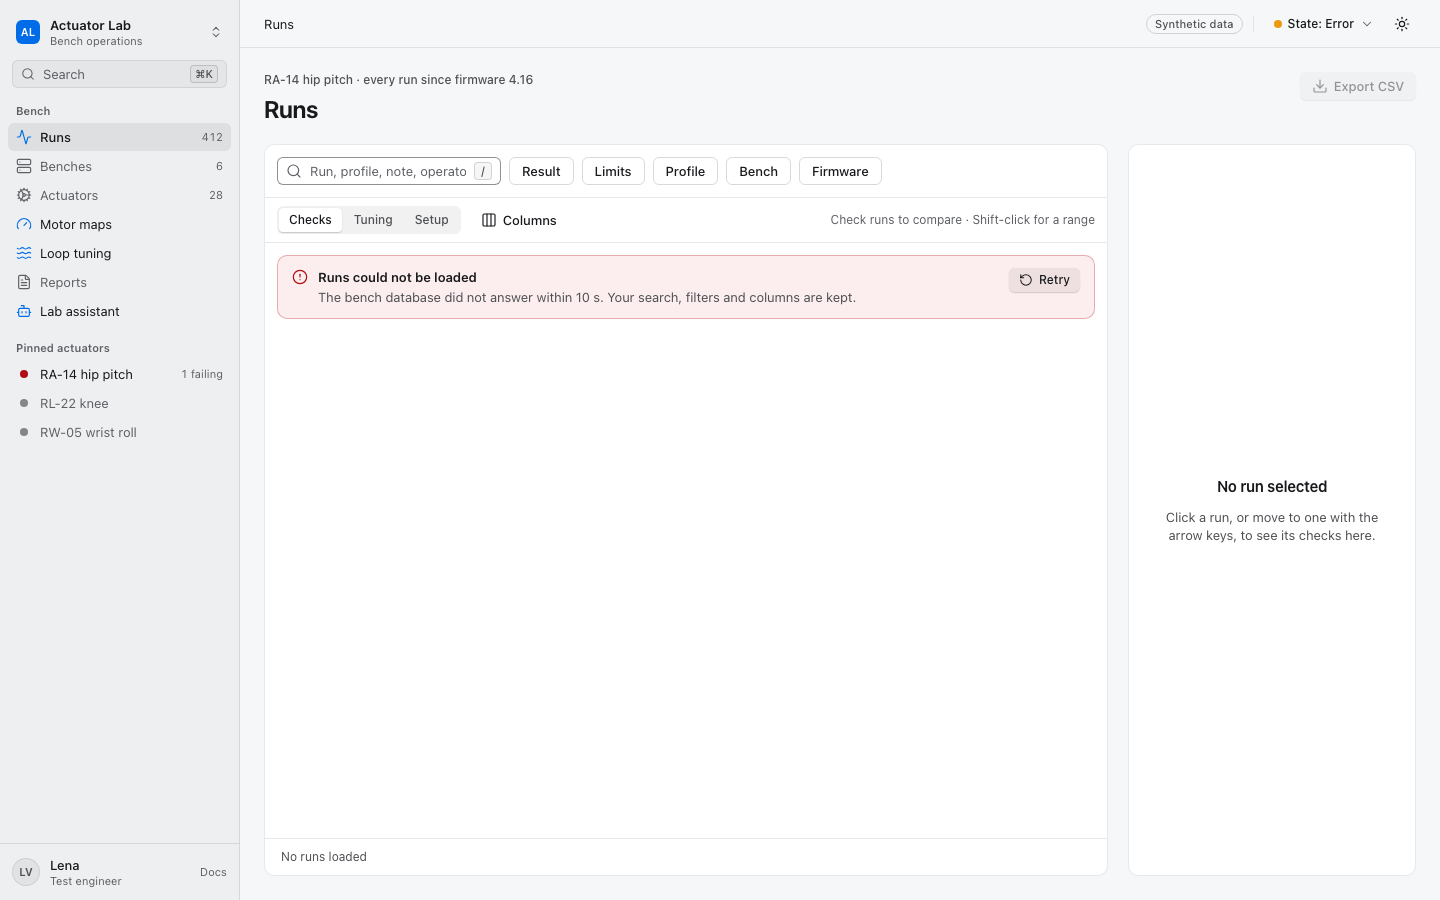 AL
Actuator Lab
Bench operations
Search
⌘K
Bench
Runs
412
Benches
6
Actuators
28
Motor maps
Loop tuning
Reports
Lab assistant
Pinned actuators
RA-14 hip pitch
1 failing
RL-22 knee
RW-05 wrist roll
LV
Lena
Test engineer
Docs
Runs
Synthetic data
State: Error
RA-14 hip pitch · every run since firmware 4.16
Runs
Export CSV
Run, profile, note, operato
/
Result
Limits
Profile
Bench
Firmware
Checks
Tuning
Setup
Columns
Check runs to compare · Shift-click for a range
Runs could not be loaded
The bench database did not answer within 10 s. Your search, filters and columns are kept.
Retry
No runs loaded
No run selected
Click a run, or move to one with the
arrow keys, to see its checks here.